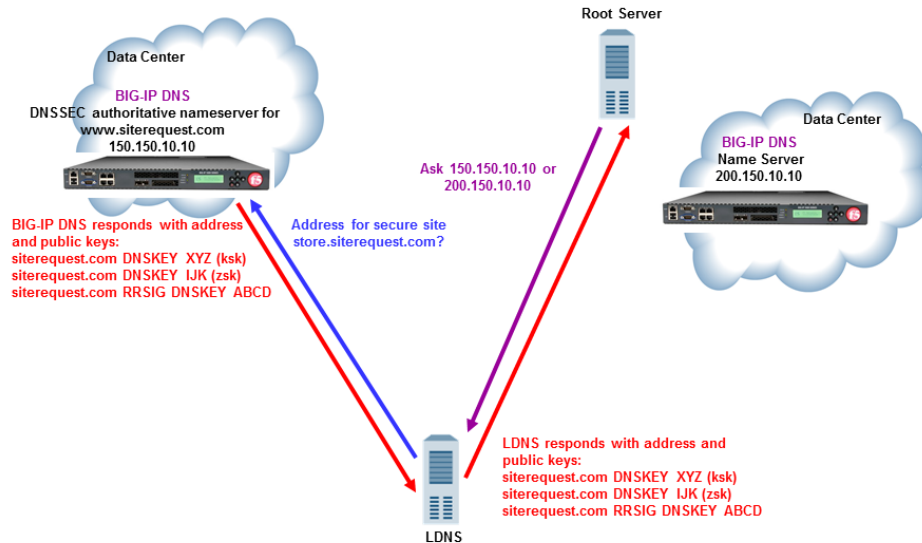 Root Server
Data Center
BIG-IP DNS
DNSSEC authoritative nameserver for
www.siterequest.com
150.150.10.10
Data Center
BIG-IP DNS
Name Server
200.150.10.10
Ask 150.150.10.10 or
200.150.10.10
BIG-IP DNS responds with address
and public keys:
siterequest.com DNSKEY XYZ (ksk)
siterequest.com DNSKEY IJK (zsk)
siterequest.com RRSIG DNSKEY ABCD
Address for secure site
store.siterequest.com?
LDNS responds with address and
public keys:
siterequest.com DNSKEY XYZ (ksk)
siterequest.com DNSKEY IJK (zsk)
siterequest.com RRSIG DNSKEY ABCD
LDNS